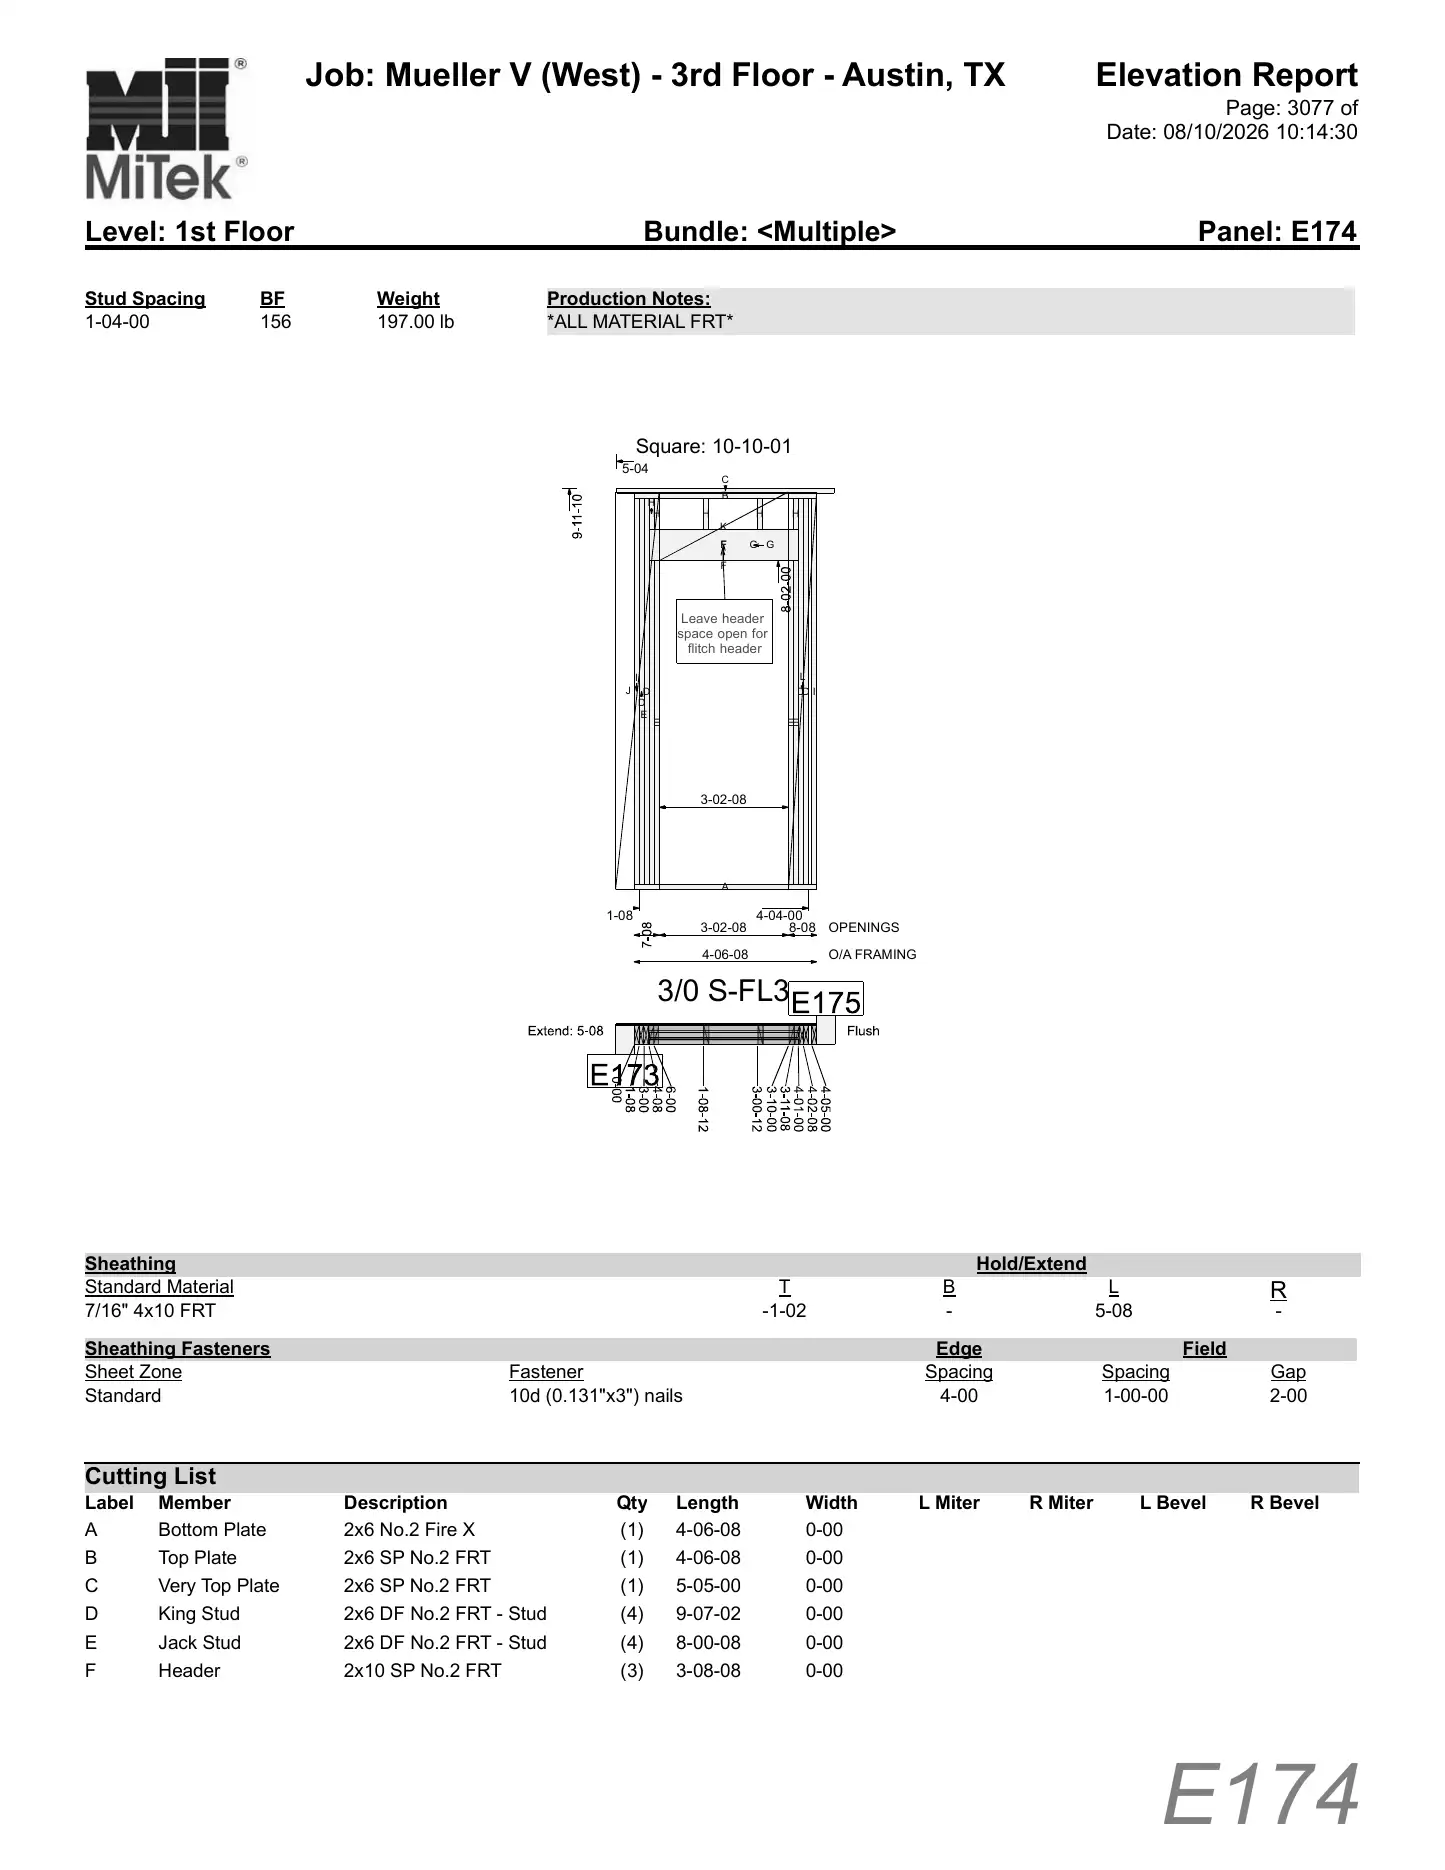 Job: Mueller V (West) - 3rd Floor - Austin, TX
Elevation Report
Page: 3077 of
Date: 08/10/2026 10:14:30
MiTek®
Level: 1st Floor Bundle: <Multiple> Panel: E174
Stud Spacing BF Weight Production Notes:
1-04-00 156 197.00 lb *ALL MATERIAL FRT*
Square: 10-10-01
5-04
C
B
9-11-10
H
K
G G
F
8-02-00
Leave header
space open for
flitch header
L
J D
D I
E
3-02-08
A
1-08 4-04-00
7-08 3-02-08 8-08 OPENINGS
4-06-08 O/A FRAMING
3/0 S-FL3
E175
Extend: 5-08 Flush
E173
0-00 1-08 3-00 4-08 6-00 1-08-12 3-00-12 3-10-00 3-11-08 4-01-00 4-02-08 4-05-00
Sheathing Hold/Extend
Standard Material T B L R
7/16" 4x10 FRT -1-02 - 5-08 -
Sheathing Fasteners Edge Field
Sheet Zone Fastener Spacing Spacing Gap
Standard 10d (0.131"x3") nails 4-00 1-00-00 2-00
Cutting List
Label Member Description Qty Length Width L Miter R Miter L Bevel R Bevel
A Bottom Plate 2x6 No.2 Fire X (1) 4-06-08 0-00
B Top Plate 2x6 SP No.2 FRT (1) 4-06-08 0-00
C Very Top Plate 2x6 SP No.2 FRT (1) 5-05-00 0-00
D King Stud 2x6 DF No.2 FRT - Stud (4) 9-07-02 0-00
E Jack Stud 2x6 DF No.2 FRT - Stud (4) 8-00-08 0-00
F Header 2x10 SP No.2 FRT (3) 3-08-08 0-00
E174